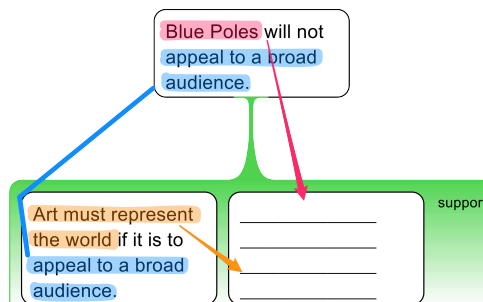 Blue Poles will not
appeal to a broad
audience.
Art must represent
the world if it is to
appeal to a broad
audience.
suppor